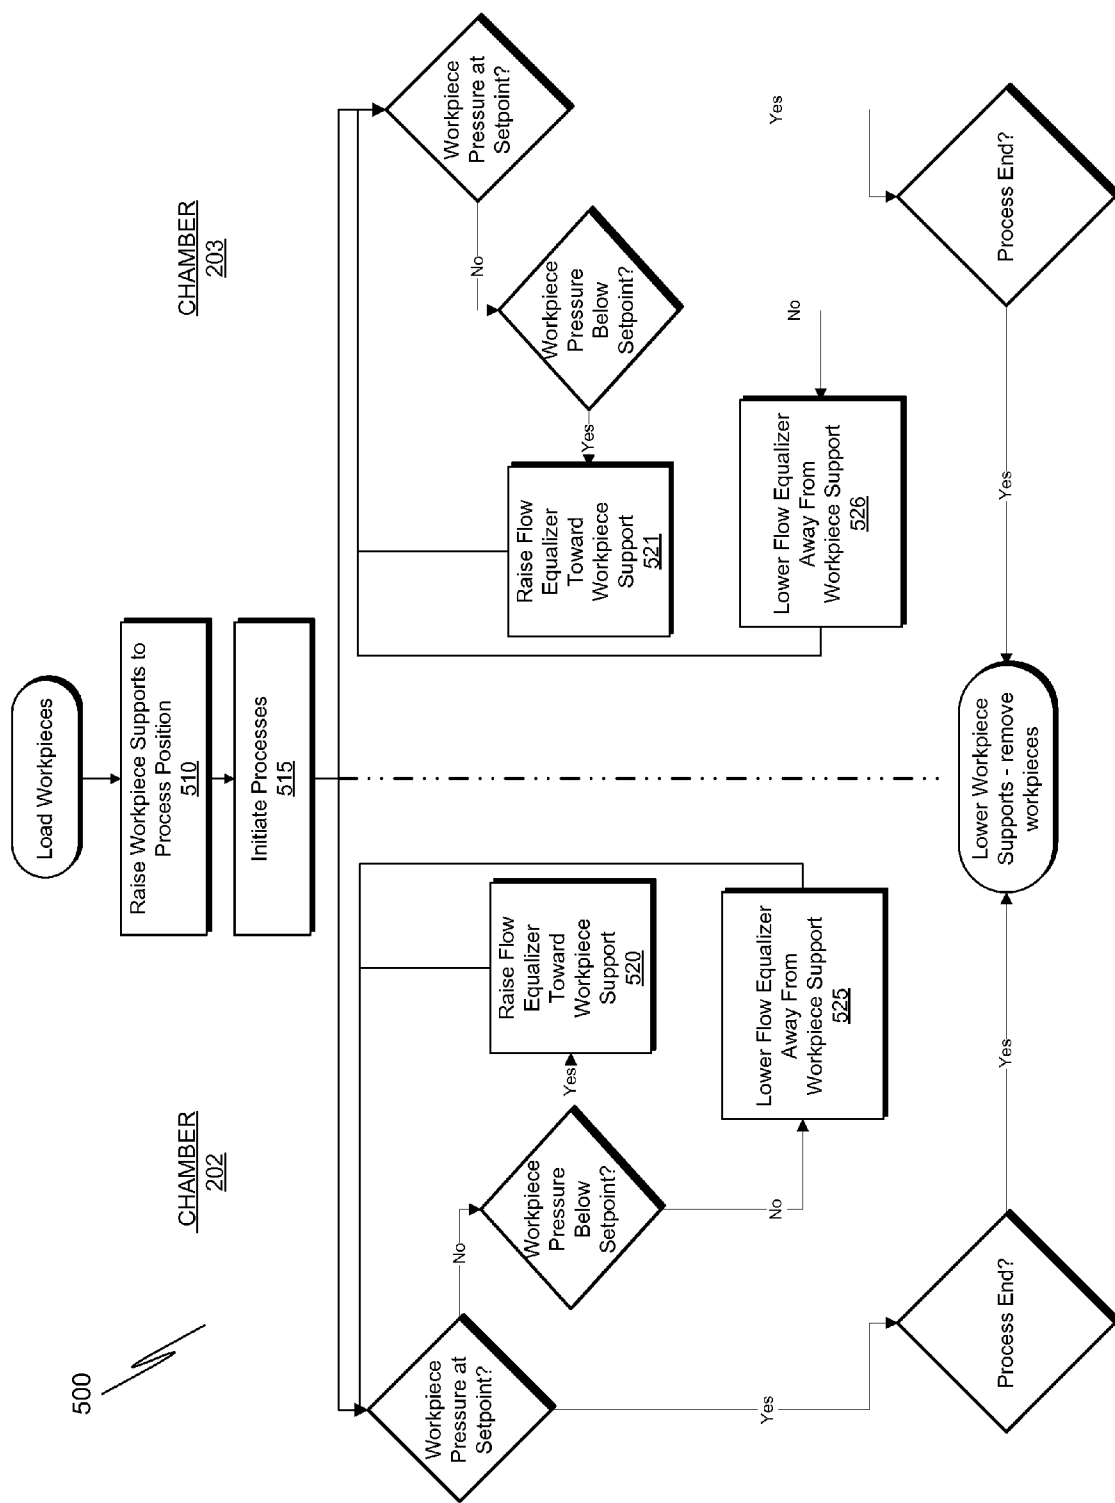 500
CHAMBER
202
CHAMBER
203
Load Workpieces
Raise Workpiece Supports to
Process Position
510
Initiate Processes
515
Workpiece
Pressure at
Setpoint?
No
Workpiece
Pressure
Below
Setpoint?
Yes
Raise Flow
Equalizer
Toward
Workpiece
Support
520
No
Lower Flow Equalizer
Away From
Workpiece Support
525
Yes
Process End?
Yes
Workpiece
Pressure at
Setpoint?
No
Workpiece
Pressure
Below
Setpoint?
Yes
Raise Flow
Equalizer
Toward
Workpiece
Support
521
No
Lower Flow Equalizer
Away From
Workpiece Support
526
Yes
Process End?
Yes
Lower Workpiece
Supports - remove
workpieces